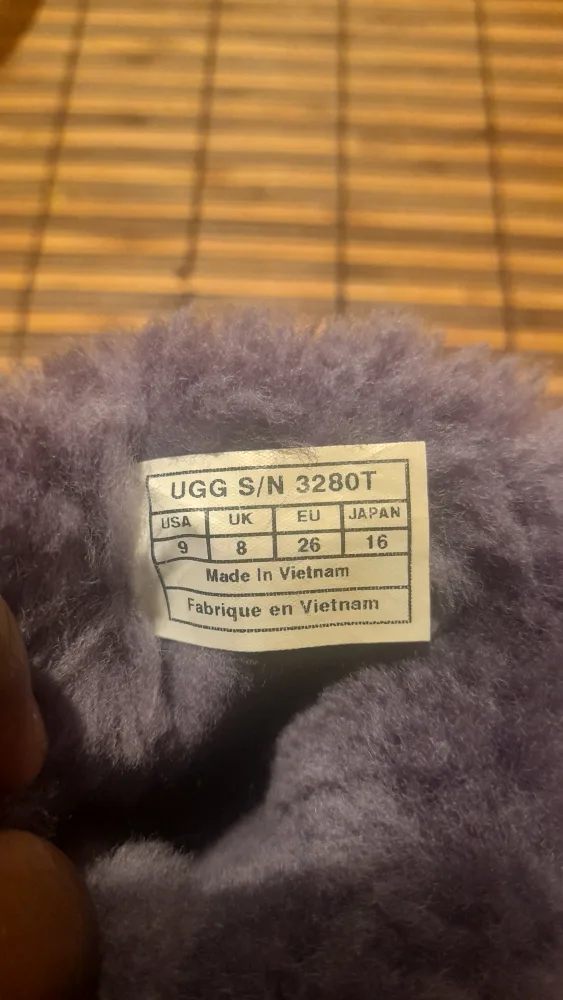 UGG S/N 3280T
USA UK EU JAPAN
9 8 26 16
Made In Vietnam
Fabrique en Vietnam